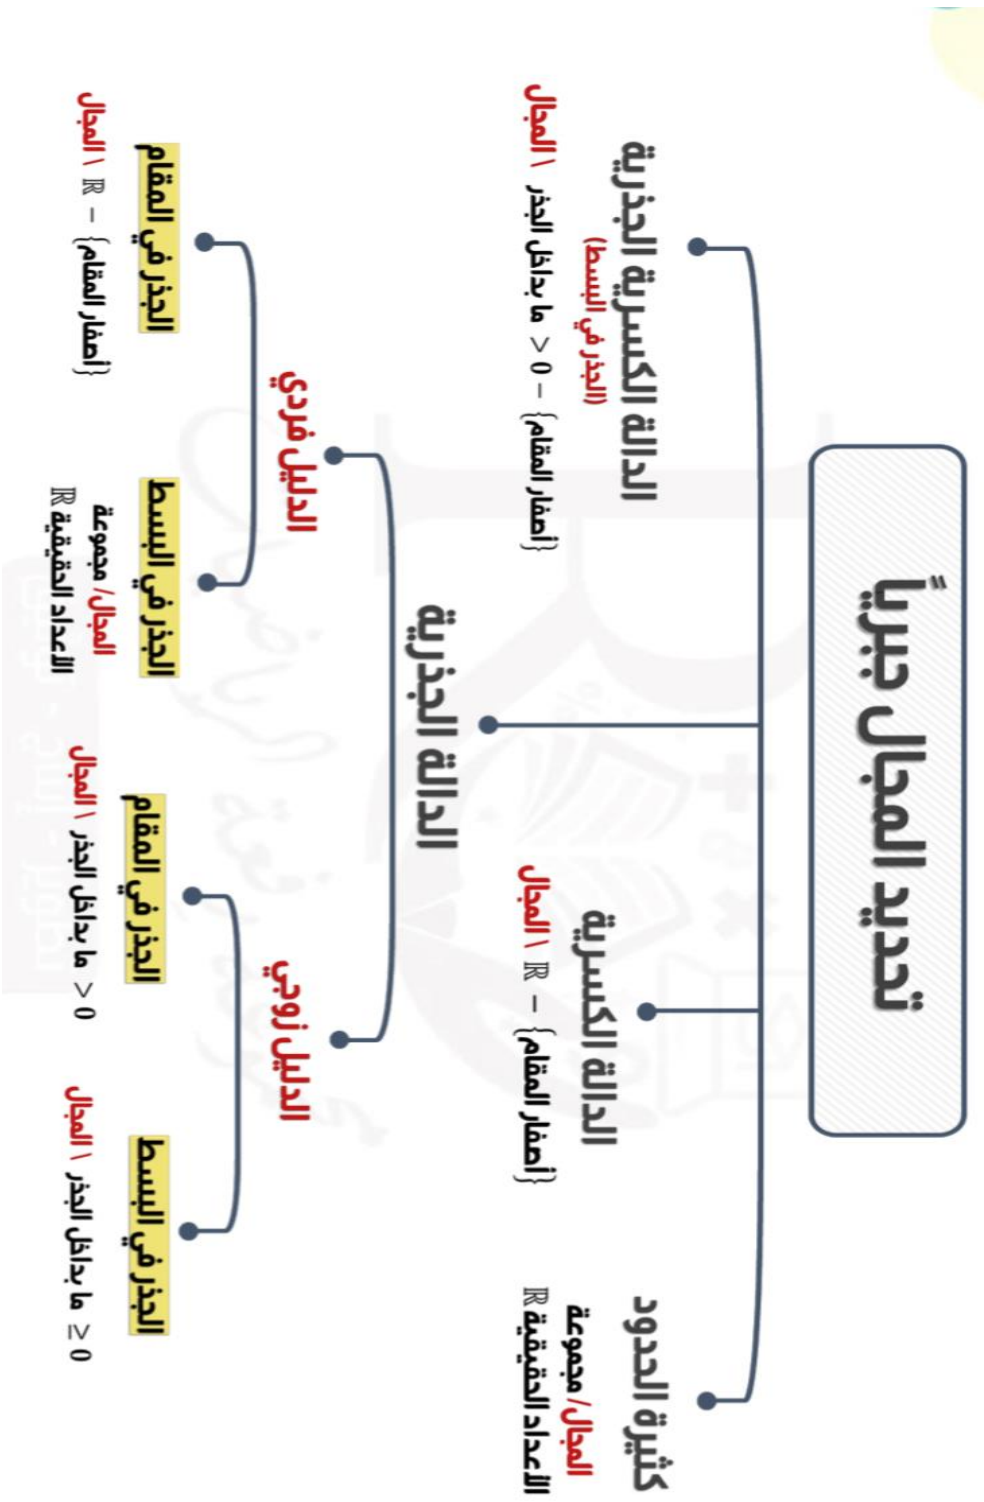 تحديد المجال جبرياً
كثيرة الحدود
المجال/ مجموعة
الأعداد الحقيقية ℝ
الدالة الكسرية
المجال \ ℝ − {أصفار المقام}
الدالة الجذرية
الدالة الكسرية الجذرية
(الجذر في البسط)
المجال \ ما بداخل الجذر > 0 − {أصفار المقام}
الدليل زوجي
الجذر في البسط
المجال \ ما بداخل الجذر ≥ 0
الجذر في المقام
المجال \ ما بداخل الجذر > 0
الدليل فردي
الجذر في البسط
المجال/ مجموعة
الأعداد الحقيقية ℝ
الجذر في المقام
المجال \ ℝ − {أصفار المقام}